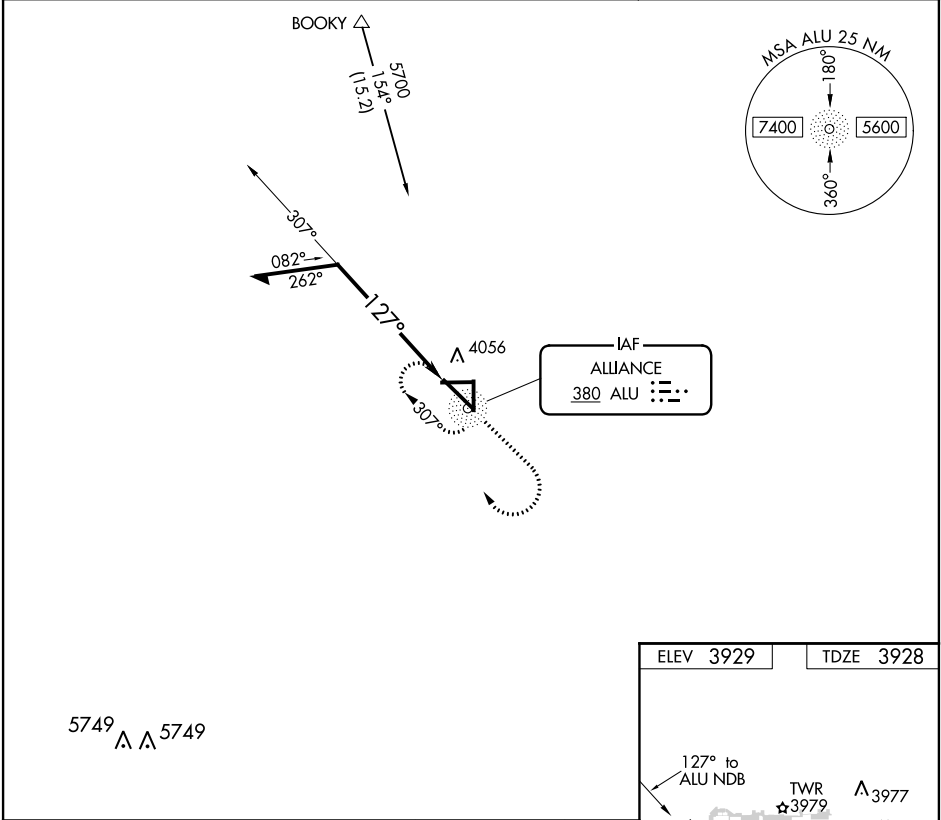 BOOKY
5700
154°
(15.2)
MSA ALU 25 NM
180°
7400
5600
360°
307°
082°
262°
127°
4056
IAF
ALLIANCE
380 ALU
307°
ELEV 3929
TDZE 3928
5749
5749
127° to
ALU NDB
TWR
3979
3977